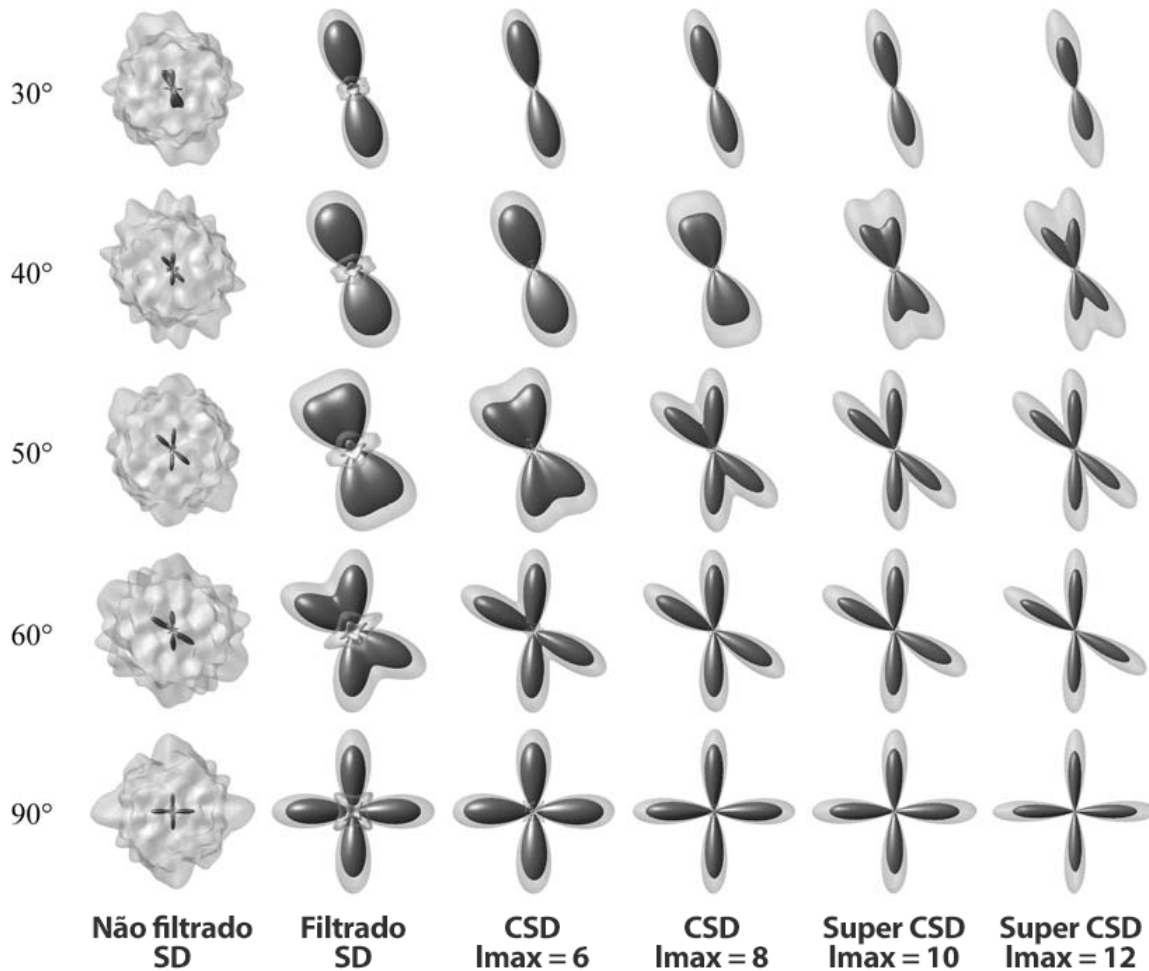 30°
40°
50°
60°
90°
Não filtrado SD
Filtrado SD
CSD lmax = 6
CSD lmax = 8
Super CSD lmax = 10
Super CSD lmax = 12